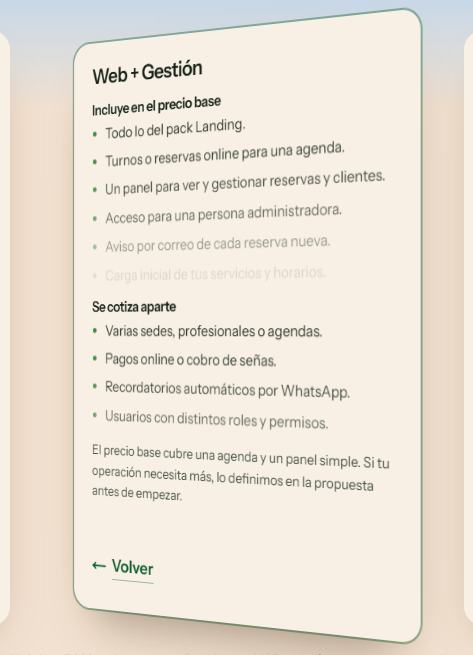 Web + Gestión
Incluye en el precio base
• Todo lo del pack Landing.
• Turnos o reservas online para una agenda.
• Un panel para ver y gestionar reservas y clientes.
• Acceso para una persona administradora.
• Aviso por correo de cada reserva nueva.
• Carga inicial de tus servicios y horarios.
Se cotiza aparte
• Varias sedes, profesionales o agendas.
• Pagos online o cobro de señas.
• Recordatorios automáticos por WhatsApp.
• Usuarios con distintos roles y permisos.
El precio base cubre una agenda y un panel simple. Si tu
operación necesita más, lo definimos en la propuesta
antes de empezar.
← Volver